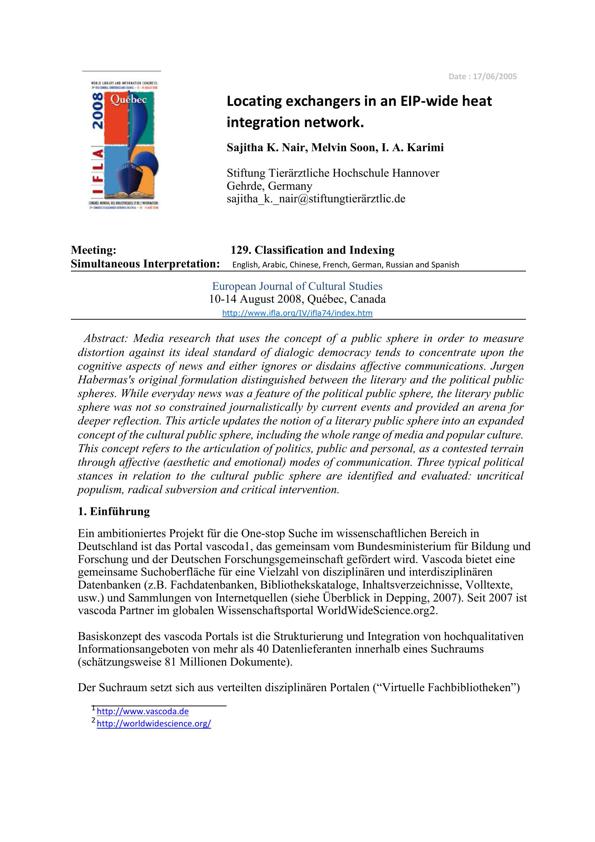 Date : 17/06/2005
WORLD LIBRARY AND INFORMATION CONGRESS:
2008
Québec
IFLA
Locating exchangers in an EIP-wide heat
integration network.
Sajitha K. Nair, Melvin Soon, I. A. Karimi
Stiftung Tierärztliche Hochschule Hannover
Gehrde, Germany
sajitha_k._nair@stiftungtierärztlic.de
Meeting: 129. Classification and Indexing
Simultaneous Interpretation: English, Arabic, Chinese, French, German, Russian and Spanish
European Journal of Cultural Studies
10-14 August 2008, Québec, Canada
http://www.ifla.org/IV/ifla74/index.htm
Abstract: Media research that uses the concept of a public sphere in order to measure
distortion against its ideal standard of dialogic democracy tends to concentrate upon the
cognitive aspects of news and either ignores or disdains affective communications. Jurgen
Habermas's original formulation distinguished between the literary and the political public
spheres. While everyday news was a feature of the political public sphere, the literary public
sphere was not so constrained journalistically by current events and provided an arena for
deeper reflection. This article updates the notion of a literary public sphere into an expanded
concept of the cultural public sphere, including the whole range of media and popular culture.
This concept refers to the articulation of politics, public and personal, as a contested terrain
through affective (aesthetic and emotional) modes of communication. Three typical political
stances in relation to the cultural public sphere are identified and evaluated: uncritical
populism, radical subversion and critical intervention.
1. Einführung
Ein ambitioniertes Projekt für die One-stop Suche im wissenschaftlichen Bereich in
Deutschland ist das Portal vascoda1, das gemeinsam vom Bundesministerium für Bildung und
Forschung und der Deutschen Forschungsgemeinschaft gefördert wird. Vascoda bietet eine
gemeinsame Suchoberfläche für eine Vielzahl von disziplinären und interdisziplinären
Datenbanken (z.B. Fachdatenbanken, Bibliothekskataloge, Inhaltsverzeichnisse, Volltexte,
usw.) und Sammlungen von Internetquellen (siehe Überblick in Depping, 2007). Seit 2007 ist
vascoda Partner im globalen Wissenschaftsportal WorldWideScience.org2.
Basiskonzept des vascoda Portals ist die Strukturierung und Integration von hochqualitativen
Informationsangeboten von mehr als 40 Datenlieferanten innerhalb eines Suchraums
(schätzungsweise 81 Millionen Dokumente).
Der Suchraum setzt sich aus verteilten disziplinären Portalen (“Virtuelle Fachbibliotheken”)
1 http://www.vascoda.de
2 http://worldwidescience.org/